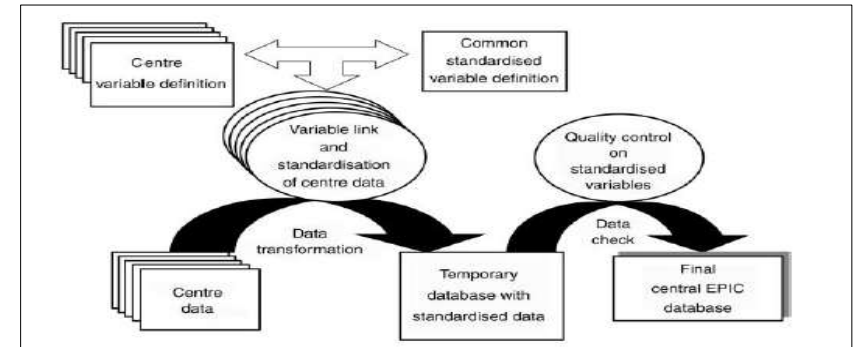 Centre
variable definition
Common
standardised
variable definition
Variable link
and
standardisation
of centre data
Quality control
on
standardised
variables
Data
transformation
Data
check
Centre
data
Temporary
database with
standardised data
Final
central EPIC
database